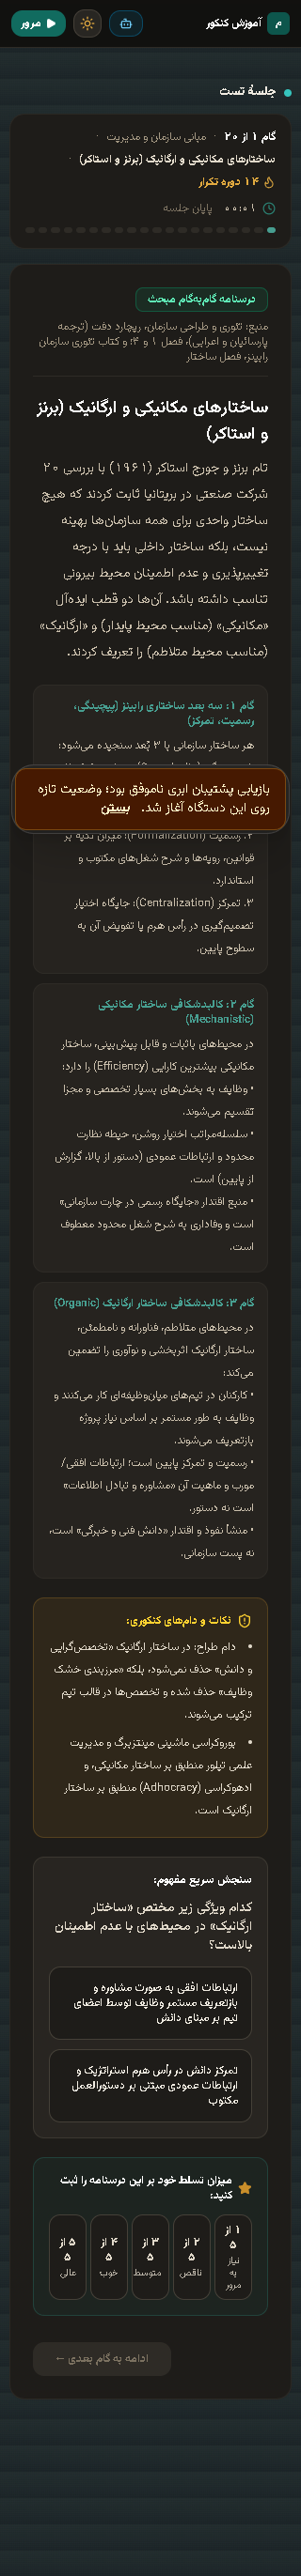 م
آموزش کنکور
مرور
جلسهٔ تست
گام ۱ از ۲۰ · مبانی سازمان و مدیریت ·
ساختارهای مکانیکی و ارگانیک (برنز و استاکر) ·
۱۴ دوره تکرار
۰۰:۰۱ پایان جلسه
درسنامه گام‌به‌گام مبحث
منبع: تئوری و طراحی سازمان، ریچارد دفت (ترجمه
پارسائیان و اعرابی)، فصل ۱ و ۴؛ و کتاب تئوری سازمان
رابینز، فصل ساختار
ساختارهای مکانیکی و ارگانیک (برنز
و استاکر)
تام برنز و جورج استاکر (۱۹۶۱) با بررسی ۲۰
شرکت صنعتی در بریتانیا ثابت کردند که هیچ
ساختار واحدی برای همه سازمان‌ها بهینه
نیست، بلکه ساختار داخلی باید با درجه
تغییرپذیری و عدم اطمینان محیط بیرونی
تناسب داشته باشد. آن‌ها دو قطب ایده‌آل
«مکانیکی» (مناسب محیط پایدار) و «ارگانیک»
(مناسب محیط متلاطم) را تعریف کردند.
گام ۱: سه بعد ساختاری رابینز (پیچیدگی،
رسمیت، تمرکز)
هر ساختار سازمانی با ۳ بُعد سنجیده می‌شود:
بازیابی پشتیبان ابری ناموفق بود؛ وضعیت تازه
روی این دستگاه آغاز شد. بستن
۲. رسمیت (Formalization): میزان تکیه بر
قوانین، رویه‌ها و شرح شغل‌های مکتوب و
استاندارد.
۳. تمرکز (Centralization): جایگاه اختیار
تصمیم‌گیری در رأس هرم یا تفویض آن به
سطوح پایین.
گام ۲: کالبدشکافی ساختار مکانیکی
(Mechanistic)
در محیط‌های باثبات و قابل پیش‌بینی، ساختار
مکانیکی بیشترین کارایی (Efficiency) را دارد:
• وظایف به بخش‌های بسیار تخصصی و مجزا
تقسیم می‌شوند.
• سلسله‌مراتب اختیار روشن، حیطه نظارت
محدود و ارتباطات عمودی (دستور از بالا، گزارش
از پایین) است.
• منبع اقتدار «جایگاه رسمی در چارت سازمانی»
است و وفاداری به شرح شغل محدود معطوف
است.
گام ۳: کالبدشکافی ساختار ارگانیک (Organic)
در محیط‌های متلاطم، فناورانه و نامطمئن،
ساختار ارگانیک اثربخشی و نوآوری را تضمین
می‌کند:
• کارکنان در تیم‌های میان‌وظیفه‌ای کار می‌کنند و
وظایف به طور مستمر بر اساس نیاز پروژه
بازتعریف می‌شوند.
• رسمیت و تمرکز پایین است؛ ارتباطات افقی/
مورب و ماهیت آن «مشاوره و تبادل اطلاعات»
است نه دستور.
• منشأ نفوذ و اقتدار «دانش فنی و خبرگی» است،
نه پست سازمانی.
نکات و دام‌های کنکوری:
• دام طراح: در ساختار ارگانیک «تخصص‌گرایی
و دانش» حذف نمی‌شود، بلکه «مرزبندی خشک
وظایف» حذف شده و تخصص‌ها در قالب تیم
ترکیب می‌شوند.
• بوروکراسی ماشینی مینتزبرگ و مدیریت
علمی تیلور منطبق بر ساختار مکانیکی، و
ادهوکراسی (Adhocracy) منطبق بر ساختار
ارگانیک است.
سنجش سریع مفهوم:
کدام ویژگی زیر مختص «ساختار
ارگانیک» در محیط‌های با عدم اطمینان
بالاست؟
ارتباطات افقی به صورت مشاوره و
بازتعریف مستمر وظایف توسط اعضای
تیم بر مبنای دانش
تمرکز دانش در رأس هرم استراتژیک و
ارتباطات عمودی مبتنی بر دستورالعمل
مکتوب
میزان تسلط خود بر این درسنامه را ثبت
کنید:
۱ از ۵ نیاز به مرور
۲ از ۵ ناقص
۳ از ۵ متوسط
۴ از ۵ خوب
۵ از ۵ عالی
ادامه به گام بعدی ←